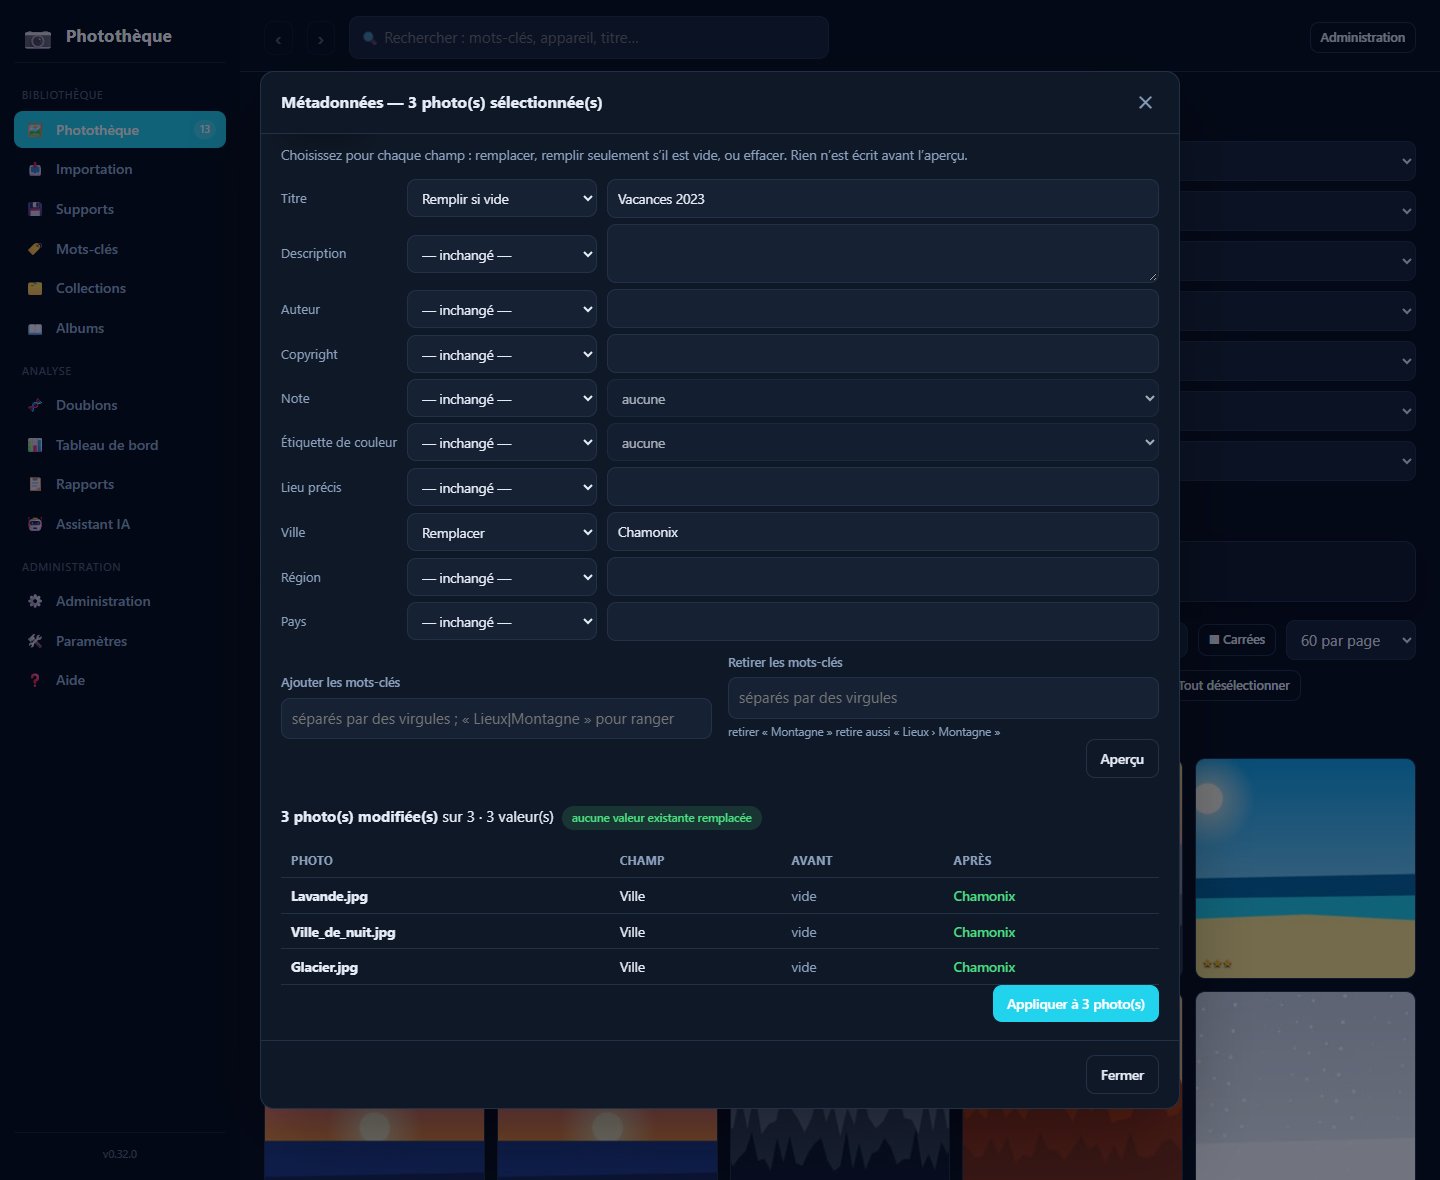 Photothèque
‹ › Rechercher : mots-clés, appareil, titre...
Administration
BIBLIOTHÈQUE
Photothèque 13
Importation
Supports
Mots-clés
Collections
Albums
ANALYSE
Doublons
Tableau de bord
Rapports
Assistant IA
ADMINISTRATION
Administration
Paramètres
Aide
v0.32.0
Métadonnées — 3 photo(s) sélectionnée(s)
Choisissez pour chaque champ : remplacer, remplir seulement s’il est vide, ou effacer. Rien n’est écrit avant l’aperçu.
Titre Remplir si vide Vacances 2023
Description — inchangé —
Auteur — inchangé —
Copyright — inchangé —
Note — inchangé — aucune
Étiquette de couleur — inchangé — aucune
Lieu précis — inchangé —
Ville Remplacer Chamonix
Région — inchangé —
Pays — inchangé —
Ajouter les mots-clés
séparés par des virgules ; « Lieux|Montagne » pour ranger
Retirer les mots-clés
séparés par des virgules
retirer « Montagne » retire aussi « Lieux › Montagne »
Aperçu
3 photo(s) modifiée(s) sur 3 · 3 valeur(s) aucune valeur existante remplacée
PHOTO CHAMP AVANT APRÈS
Lavande.jpg Ville vide Chamonix
Ville_de_nuit.jpg Ville vide Chamonix
Glacier.jpg Ville vide Chamonix
Appliquer à 3 photo(s)
Fermer
Carrées 60 par page
Tout désélectionner